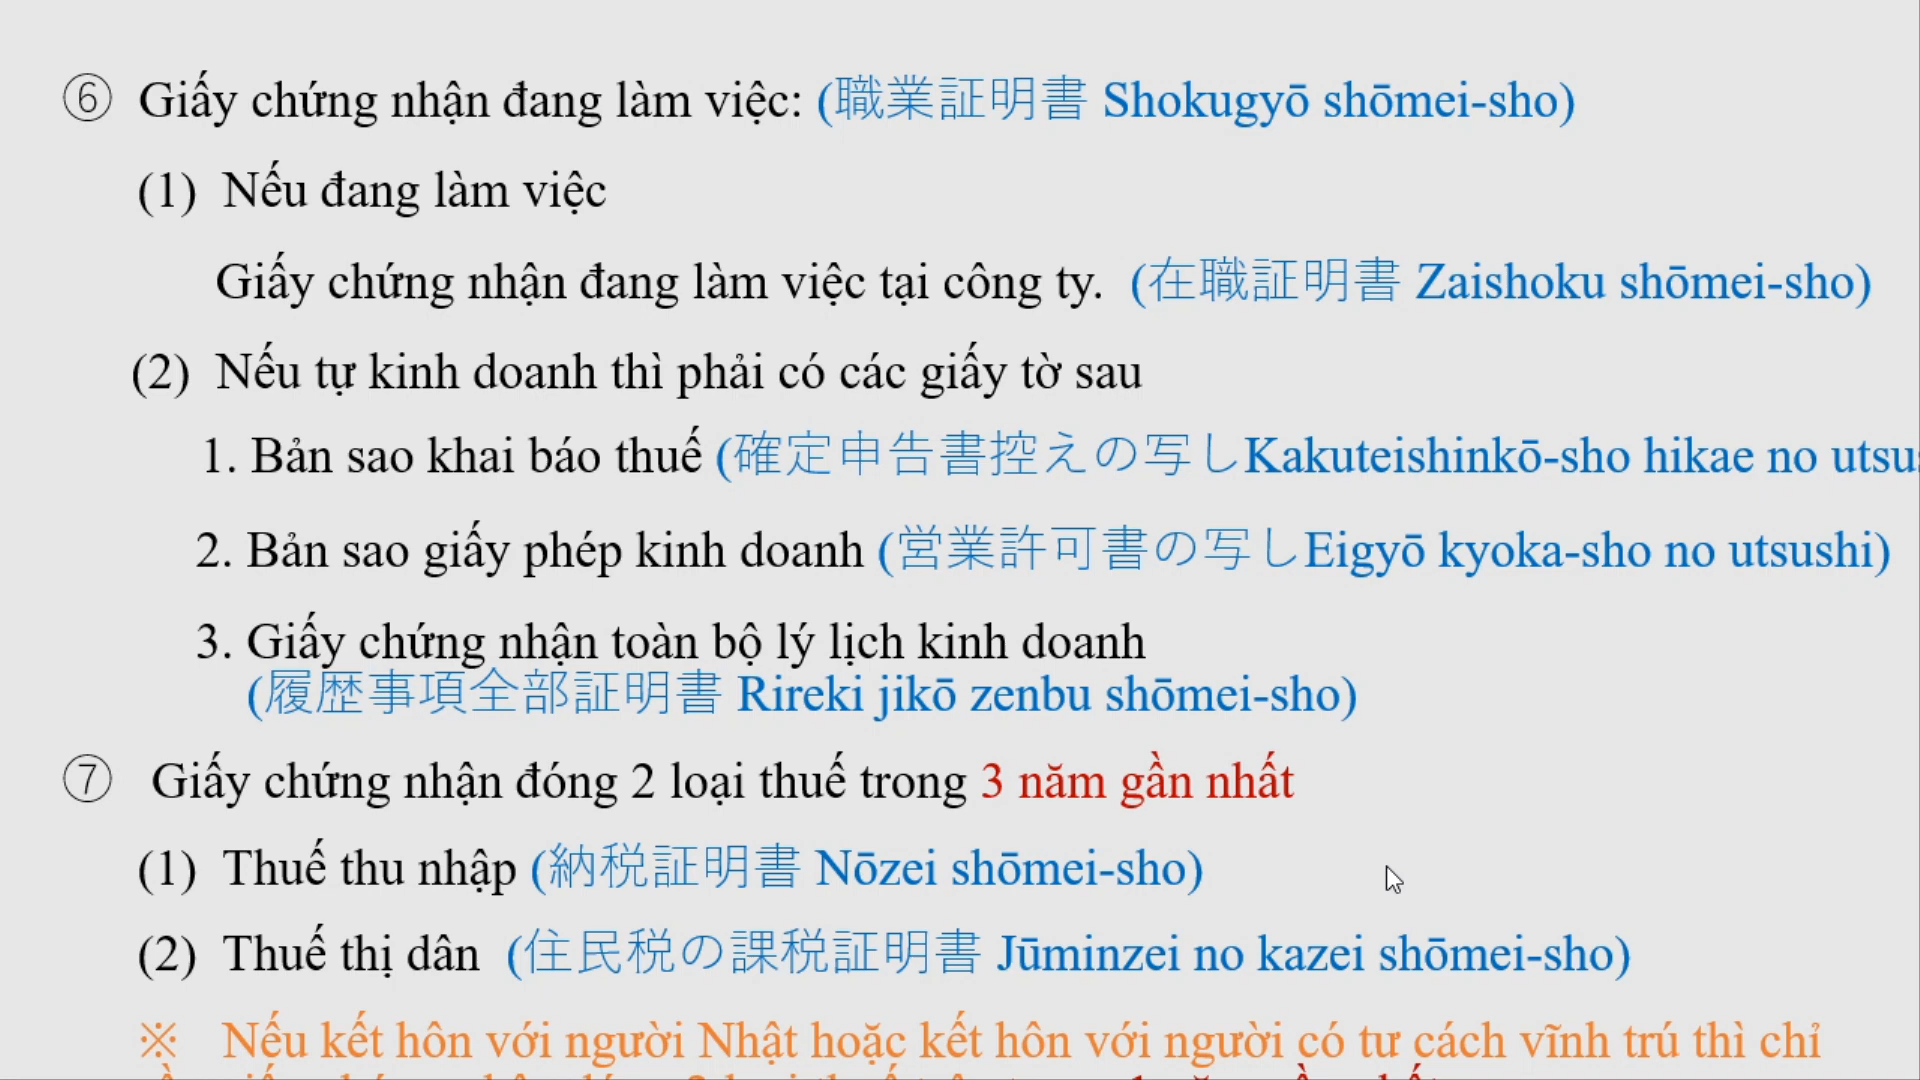 ⑥ Giấy chứng nhận đang làm việc: (職業証明書 Shokugyō shōmei-sho)
(1) Nếu đang làm việc
Giấy chứng nhận đang làm việc tại công ty. (在職証明書 Zaishoku shōmei-sho)
(2) Nếu tự kinh doanh thì phải có các giấy tờ sau
1. Bản sao khai báo thuế (確定申告書控えの写しKakuteishinkō-sho hikae no utsu
2. Bản sao giấy phép kinh doanh (営業許可書の写しEigyō kyoka-sho no utsushi)
3. Giấy chứng nhận toàn bộ lý lịch kinh doanh
(履歴事項全部証明書 Rireki jikō zenbu shōmei-sho)
⑦ Giấy chứng nhận đóng 2 loại thuế trong 3 năm gần nhất
(1) Thuế thu nhập (納税証明書 Nōzei shōmei-sho)
(2) Thuế thị dân (住民税の課税証明書 Jūminzei no kazei shōmei-sho)
※ Nếu kết hôn với người Nhật hoặc kết hôn với người có tư cách vĩnh trú thì chỉ